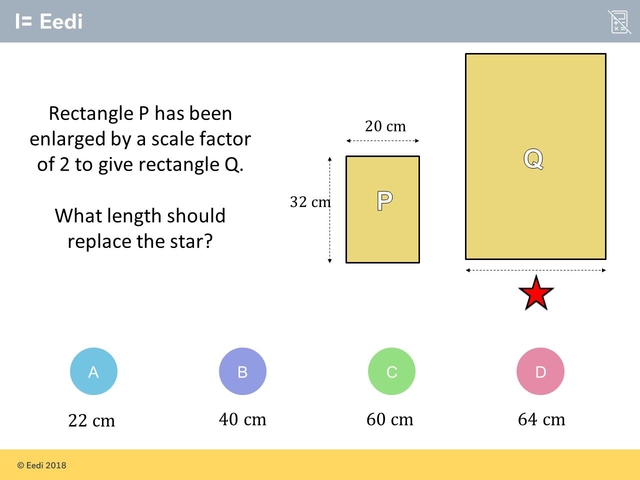 I= Eedi
Rectangle P has been
enlarged by a scale factor
of 2 to give rectangle Q.
What length should
replace the star?
20 cm
32 cm
P
Q
A
B
C
D
22 cm
40 cm
60 cm
64 cm
© Eedi 2018